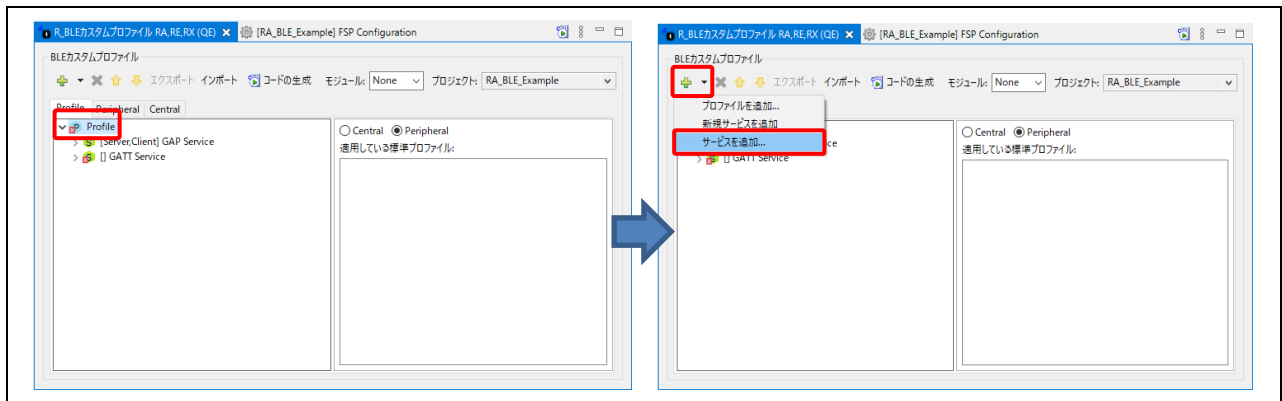 R_BLEカスタムプロファイル RA,RE,RX (QE) [RA_BLE_Example] FSP Configuration
BLEカスタムプロファイル
エクスポート インポート コードの生成 モジュール: None プロジェクト: RA_BLE_Example
Profile Peripheral Central
Profile
[Server,Client] GAP Service
[] GATT Service
Central Peripheral
適用している標準プロファイル:
R_BLEカスタムプロファイル RA,RE,RX (QE) [RA_BLE_Example] FSP Configuration
BLEカスタムプロファイル
エクスポート インポート コードの生成 モジュール: None プロジェクト: RA_BLE_Example
プロファイルを追加...
新規サービスを追加
サービスを追加...
ce
[] GATT Service
Central Peripheral
適用している標準プロファイル: